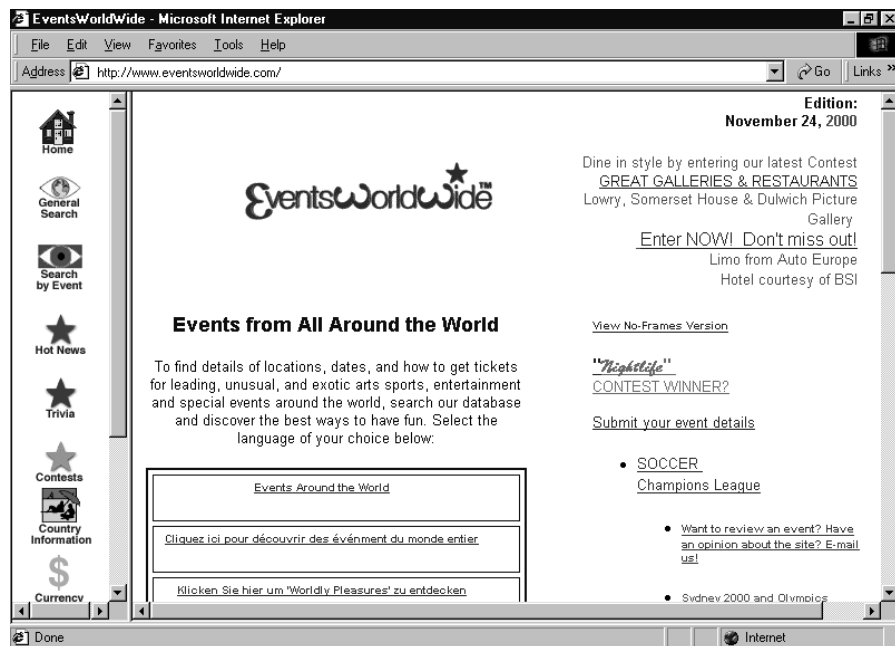 EventsWorldWide - Microsoft Internet Explorer
File Edit View Favorites Tools Help
Address http://www.eventsworldwide.com/ Go Links »
Home
General
Search
Search
by Event
Hot News
Trivia
Contests
Country
Information
$
Currency
EventsWorldWide™
Events from All Around the World
To find details of locations, dates, and how to get tickets
for leading, unusual, and exotic arts sports, entertainment
and special events around the world, search our database
and discover the best ways to have fun. Select the
language of your choice below:
Events Around the World
Cliquez ici pour découvrir des événment du monde entier
Klicken Sie hier um 'Worldly Pleasures' zu entdecken
Edition:
November 24, 2000
Dine in style by entering our latest Contest
GREAT GALLERIES & RESTAURANTS
Lowry, Somerset House & Dulwich Picture
Gallery
Enter NOW! Don't miss out!
Limo from Auto Europe
Hotel courtesy of BSI
View No-Frames Version
"Nightlife"
CONTEST WINNER?
Submit your event details
• SOCCER
Champions League
• Want to review an event? Have
an opinion about the site? E-mail
us!
• Sydney 2000 and Olympics
Done Internet